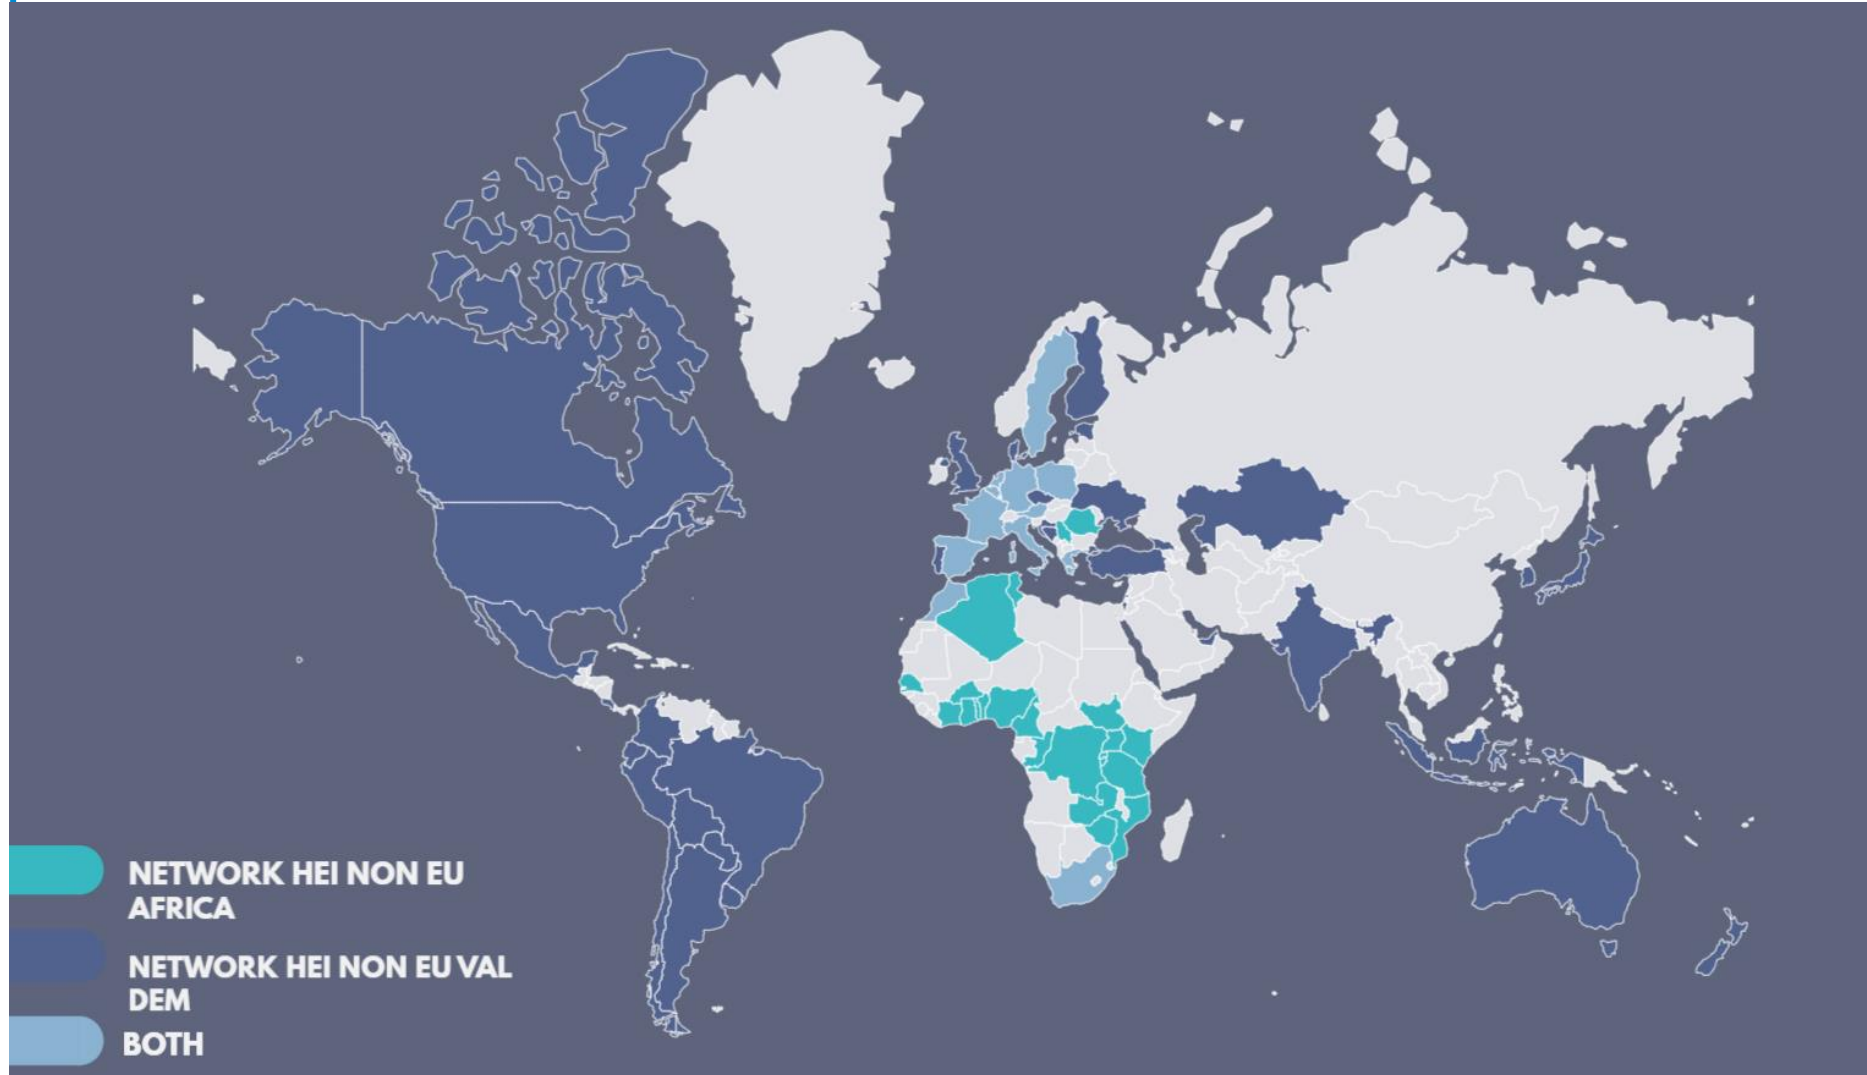 NETWORK HEI NON EU
AFRICA
NETWORK HEI NON EU VAL
DEM
BOTH